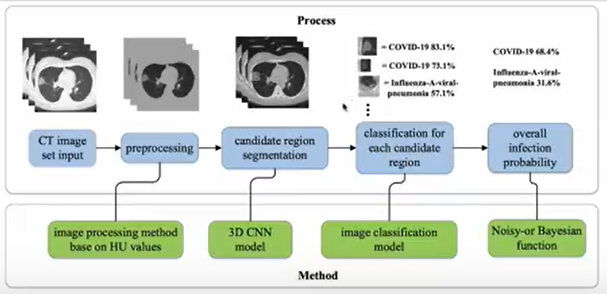 Process
= COVID-19 83.1%
= COVID-19 73.1%
= Influenza-A-viral-
pneumonia 57.1%
COVID-19 68.4%
Influenza-A-viral-
pneumonia 31.6%
CT image
set input
preprocessing
candidate region
segmentation
classification for
each candidate
region
overall
infection
probability
image processing method
base on HU values
3D CNN
model
image classification
model
Noisy-or Bayesian
function
Method